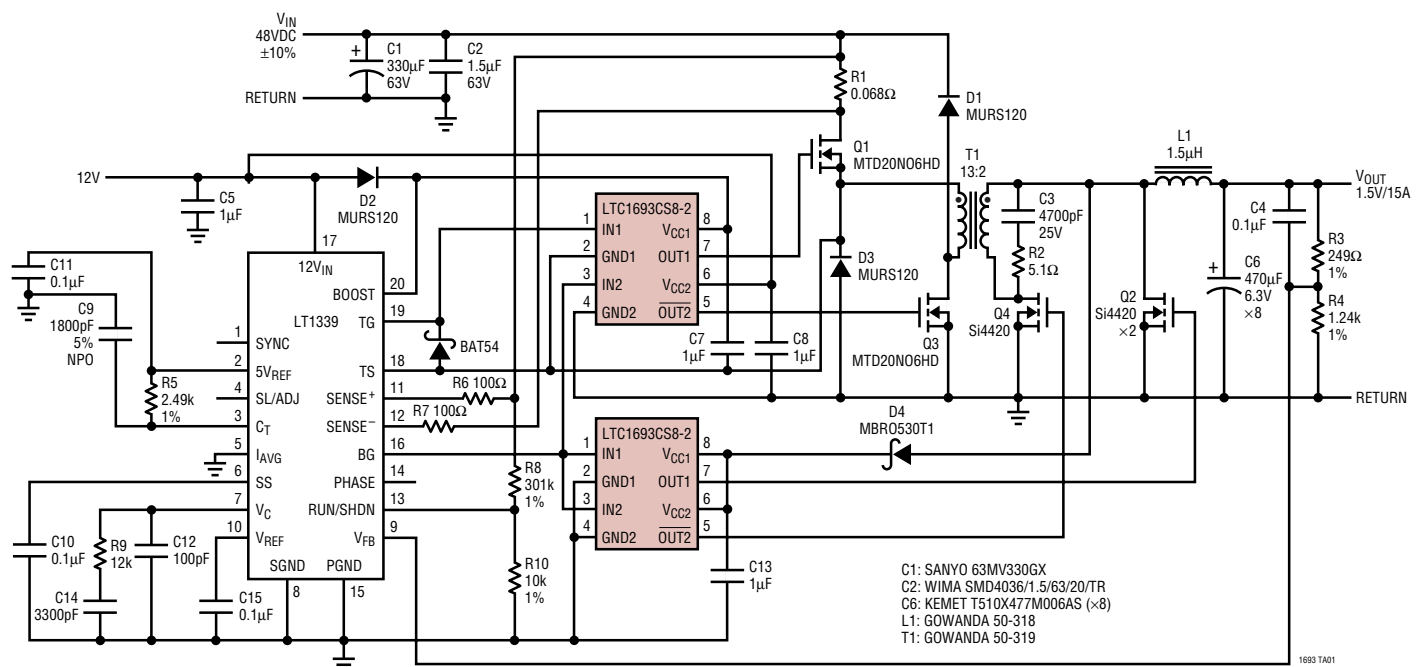 VIN
48VDC
±10%
RETURN
+
C1
330µF
63V
C2
1.5µF
63V
R1
0.068Ω
D1
MURS120
Q1
MTD20NO6HD
T1
13:2
L1
1.5µH
VOUT
1.5V/15A
12V
C5
1µF
D2
MURS120
17
12VIN
LT1339
BOOST
20
TG
19
TS
18
SENSE+
11
SENSE–
12
BG
16
PHASE
14
RUN/SHDN
13
VFB
9
1
SYNC
2
5VREF
4
SL/ADJ
3
CT
5
IAVG
6
SS
7
VC
10
VREF
SGND
8
PGND
15
C11
0.1µF
C9
1800pF
5%
NPO
R5
2.49k
1%
BAT54
R6 100Ω
R7 100Ω
LTC1693CS8-2
1
IN1
2
GND1
3
IN2
4
GND2
VCC1
8
OUT1
7
VCC2
6
OUT2
5
C7
1µF
C8
1µF
D3
MURS120
Q3
MTD20NO6HD
C3
4700pF
25V
R2
5.1Ω
Q4
Si4420
Q2
Si4420
×2
+
C6
470µF
6.3V
×8
C4
0.1µF
R3
249Ω
1%
R4
1.24k
1%
RETURN
LTC1693CS8-2
1
IN1
2
GND1
3
IN2
4
GND2
VCC1
8
OUT1
7
VCC2
6
OUT2
5
D4
MBRO530T1
R8
301k
1%
R10
10k
1%
C13
1µF
C10
0.1µF
R9
12k
C12
100pF
C14
3300pF
C15
0.1µF
C1: SANYO 63MV330GX
C2: WIMA SMD4036/1.5/63/20/TR
C6: KEMET T510X477M006AS (×8)
L1: GOWANDA 50-318
T1: GOWANDA 50-319
1693 TA01